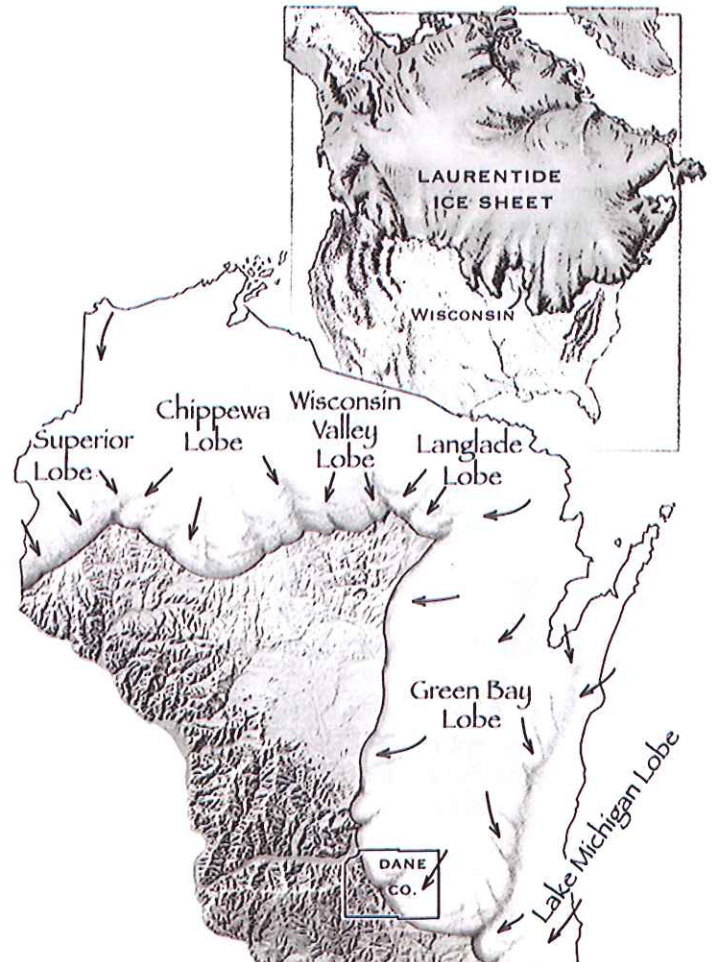 LAURENTIDE
ICE SHEET
WISCONSIN
Superior
Lobe
Chippewa
Lobe
Wisconsin
Valley
Lobe
Langlade
Lobe
Green Bay
Lobe
Lake Michigan Lobe
DANE
CO.